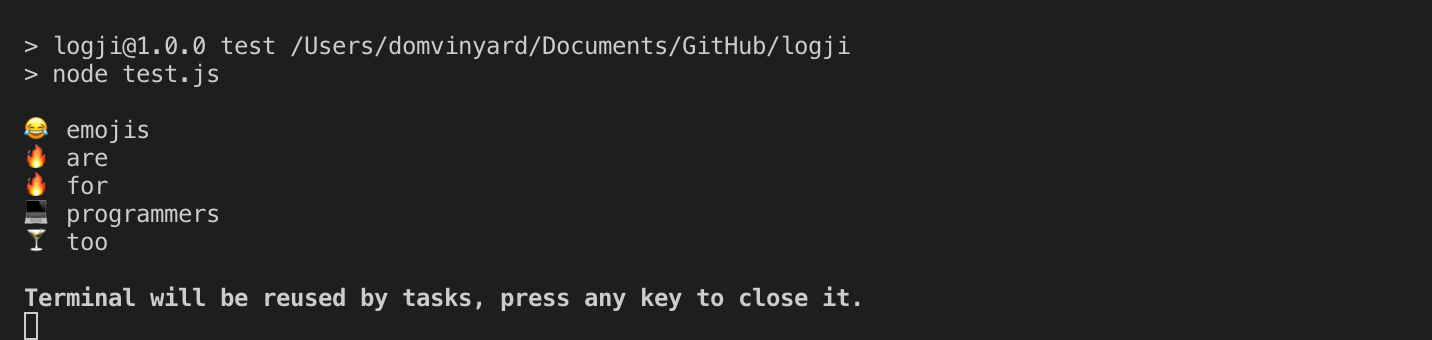 > logji@1.0.0 test /Users/domvinyard/Documents/GitHub/logji
> node test.js
😂 emojis
🔥 are
🔥 for
💻 programmers
🍸 too
Terminal will be reused by tasks, press any key to close it.